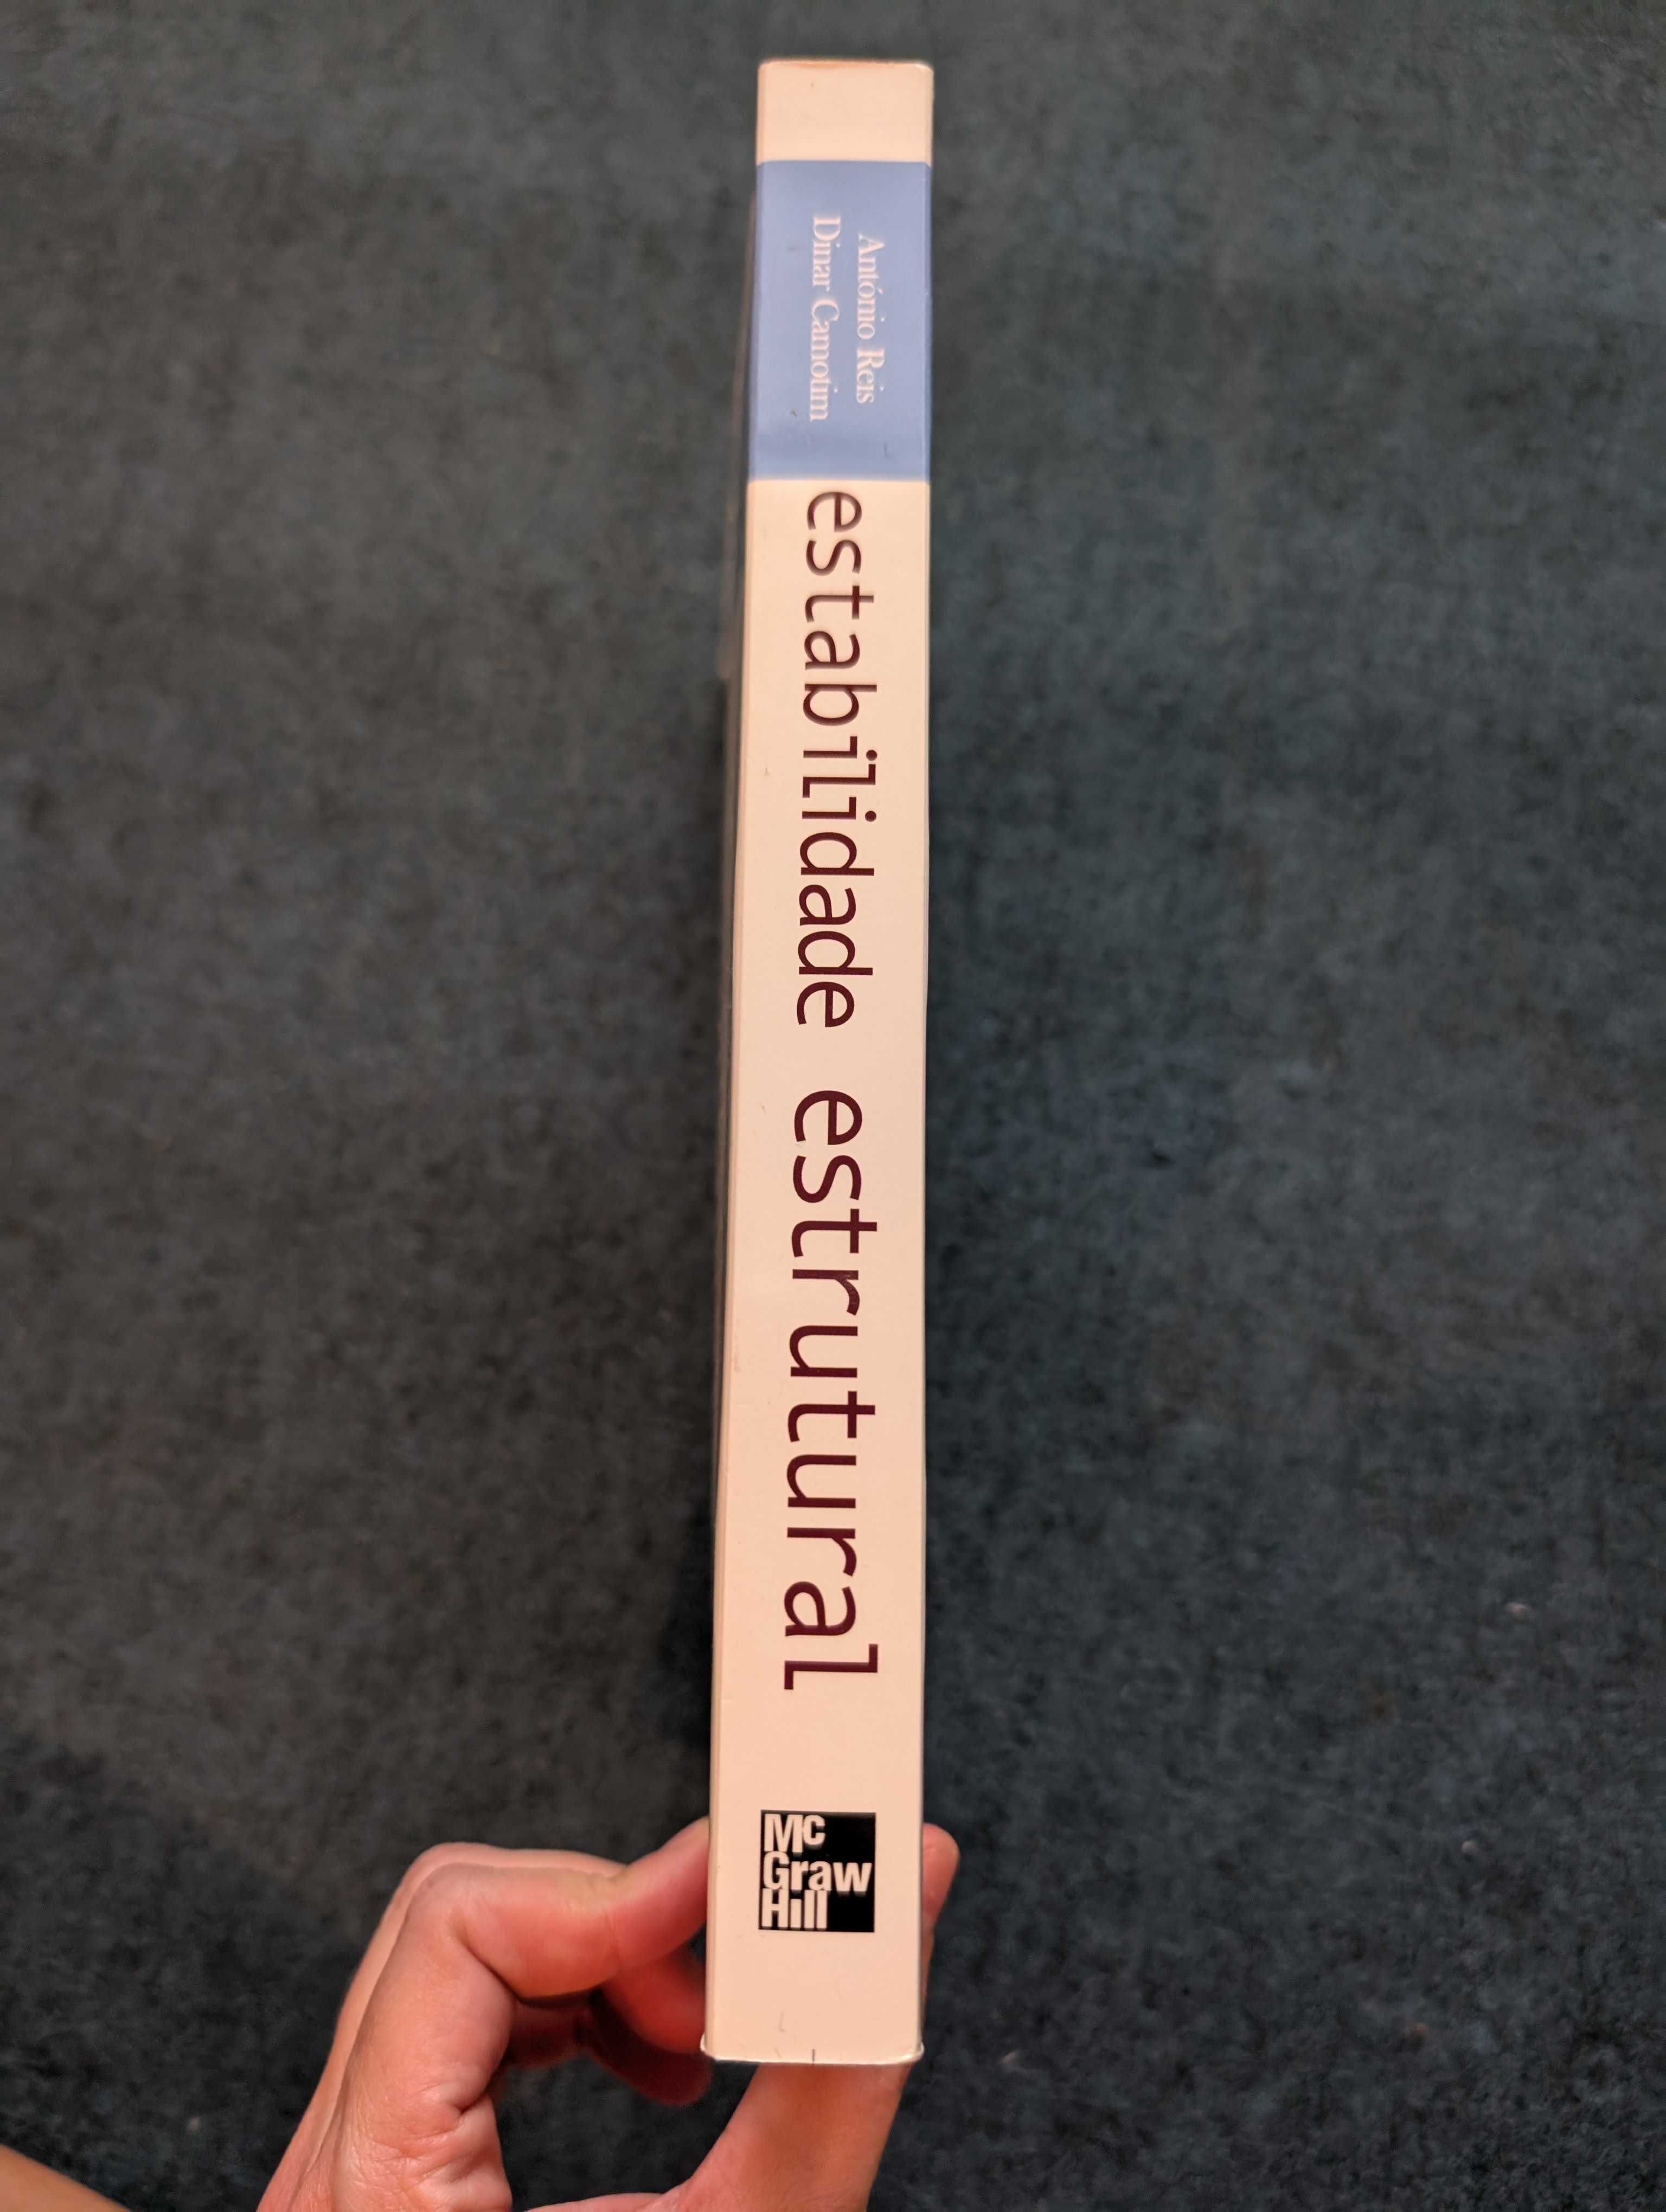 António Reis
Dinar Camotim
estabilidade estrutural
Mc
Graw
Hill